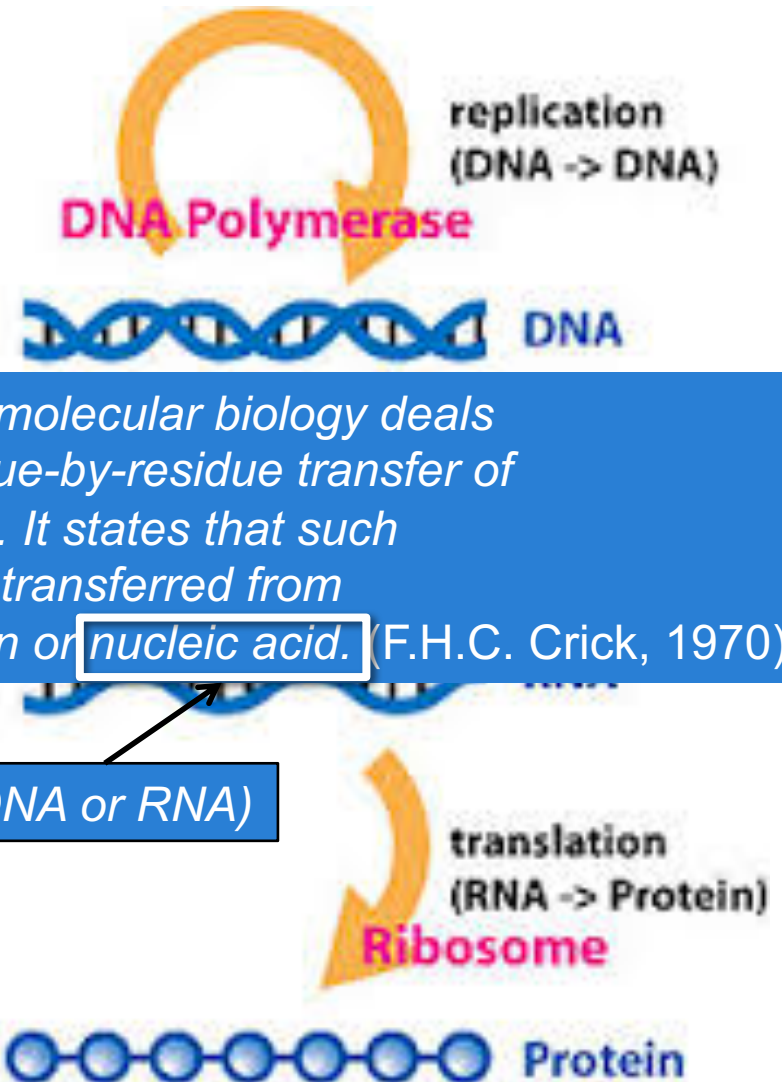 replication
(DNA -> DNA)
DNA Polymerase
DNA
molecular biology deals
ue-by-residue transfer of
. It states that such
transferred from
n or nucleic acid. (F.H.C. Crick, 1970)
NA or RNA)
translation
(RNA -> Protein)
Ribosome
Protein